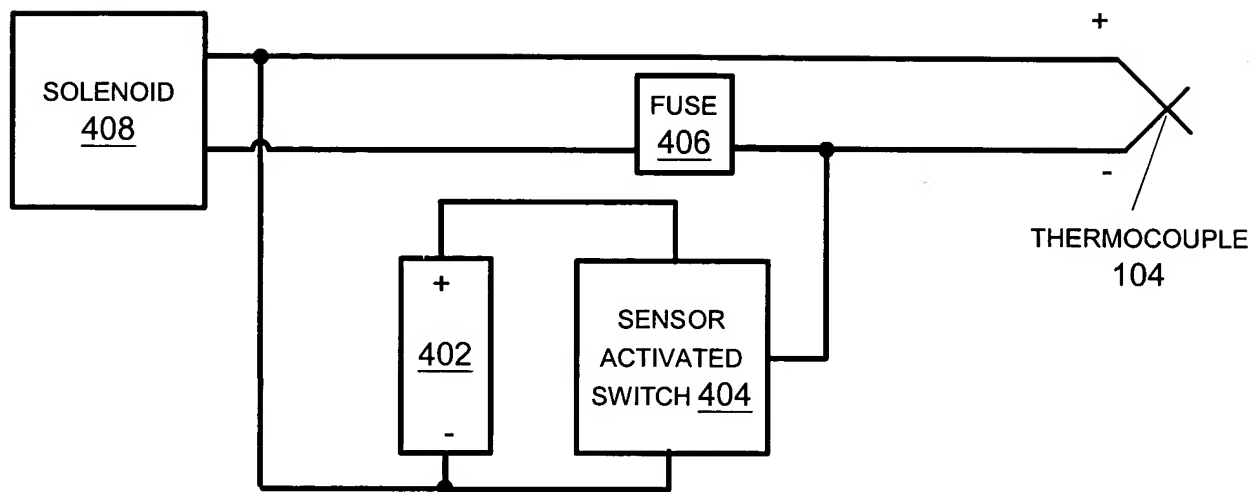 SOLENOID
408
FUSE
406
+
-
THERMOCOUPLE
104
+
402
-
SENSOR
ACTIVATED
SWITCH 404